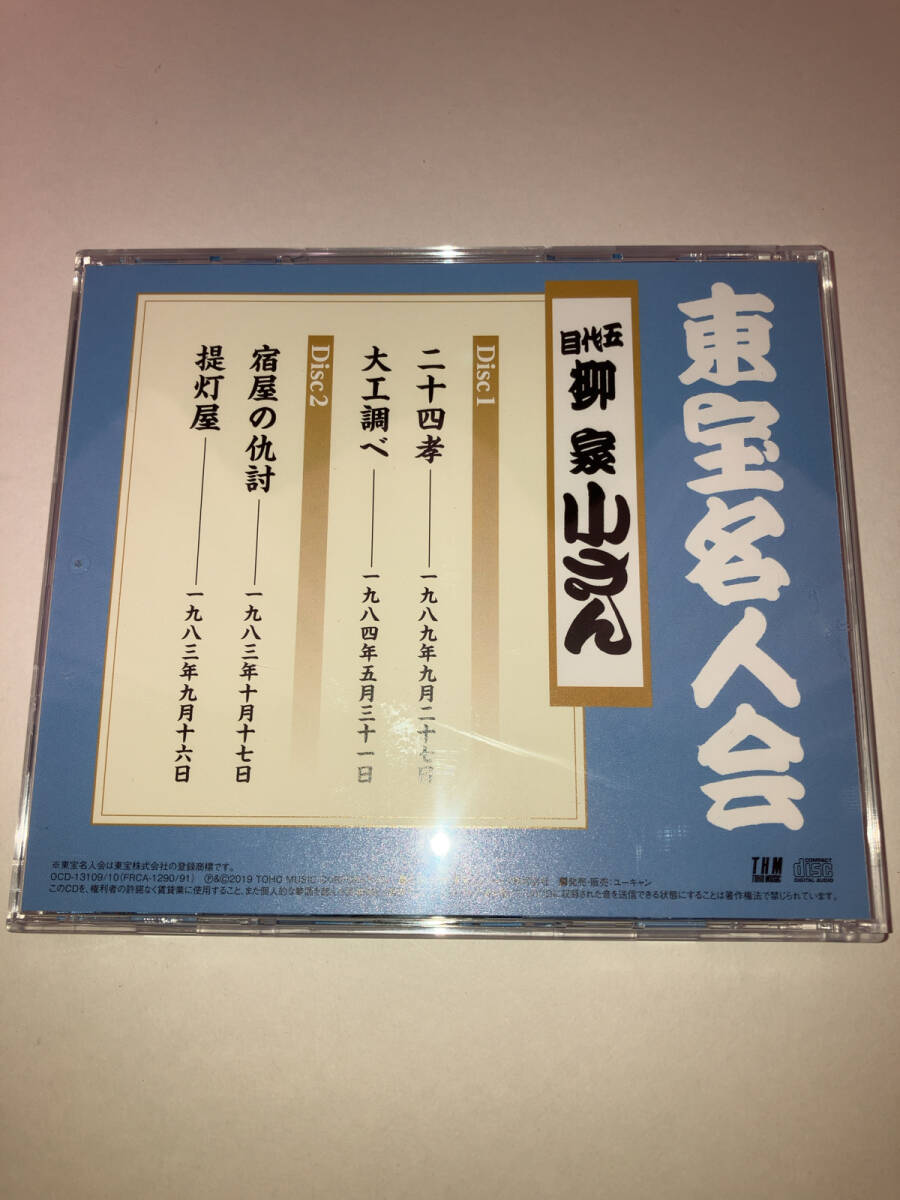 東宝名人会
五代目
柳家小さん
Disc1
二十四孝――一九八九年九月二十七日
大工調べ――一九八四年五月三十一日
Disc2
宿屋の仇討――一九八三年十月十七日
提灯屋――一九八三年九月十六日
※東宝名人会は東宝株式会社の登録商標です。
OCD-13109/10(FRCA-1290/91) Ⓟ&©2019 TOHO MUSIC 発売・販売:ユーキャン
このCDを、権利者の許諾なく賃貸業に使用すること、また個人的な範囲を超え に収録された音を送信できる状態にすることは著作権法で禁じられています。
THM
TOHO MUSIC
COMPACT
disc
DIGITAL AUDIO